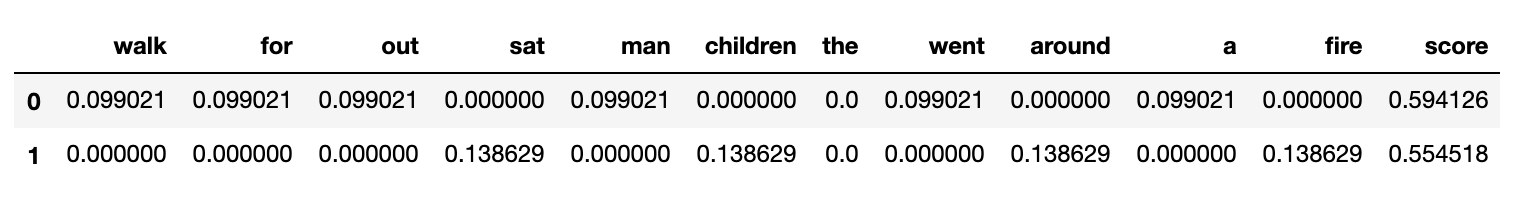 walk for out sat man children the went around a fire score
0 0.099021 0.099021 0.099021 0.000000 0.099021 0.000000 0.0 0.099021 0.000000 0.099021 0.000000 0.594126
1 0.000000 0.000000 0.000000 0.138629 0.000000 0.138629 0.0 0.000000 0.138629 0.000000 0.138629 0.554518